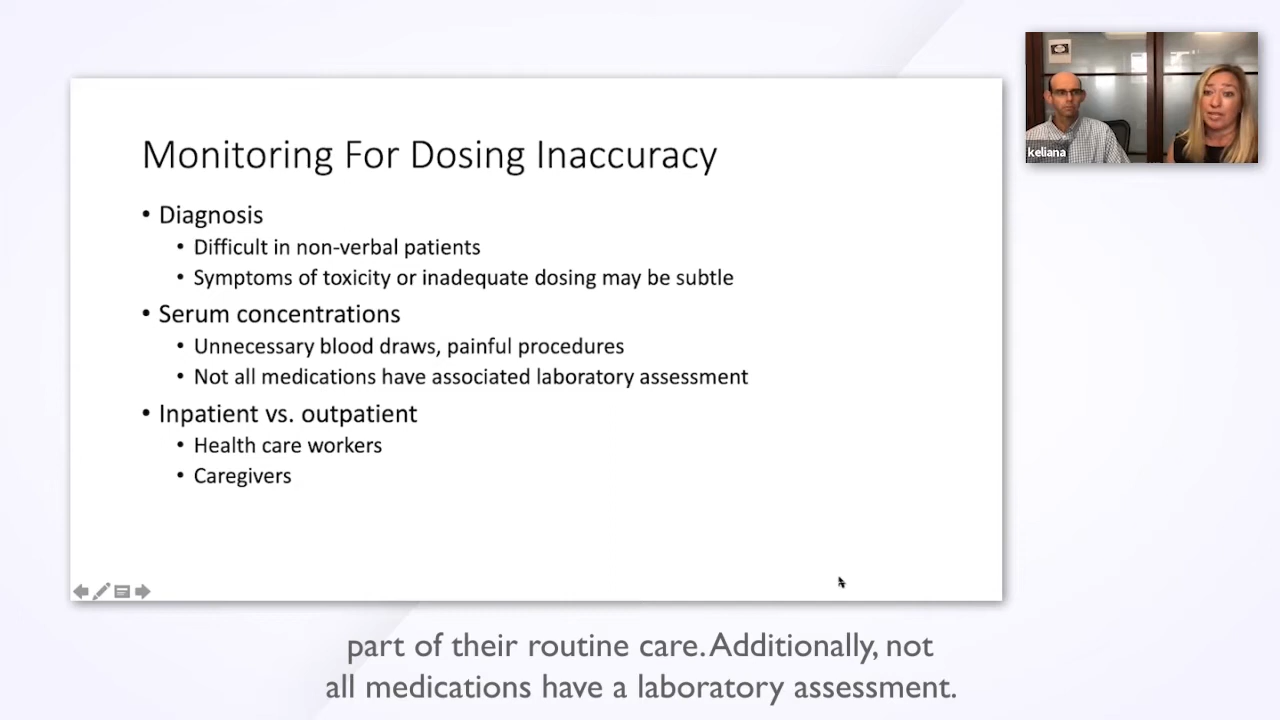 Monitoring For Dosing Inaccuracy
• Diagnosis
• Difficult in non-verbal patients
• Symptoms of toxicity or inadequate dosing may be subtle
• Serum concentrations
• Unnecessary blood draws, painful procedures
• Not all medications have associated laboratory assessment
• Inpatient vs. outpatient
• Health care workers
• Caregivers
keliana
part of their routine care. Additionally, not
all medications have a laboratory assessment.